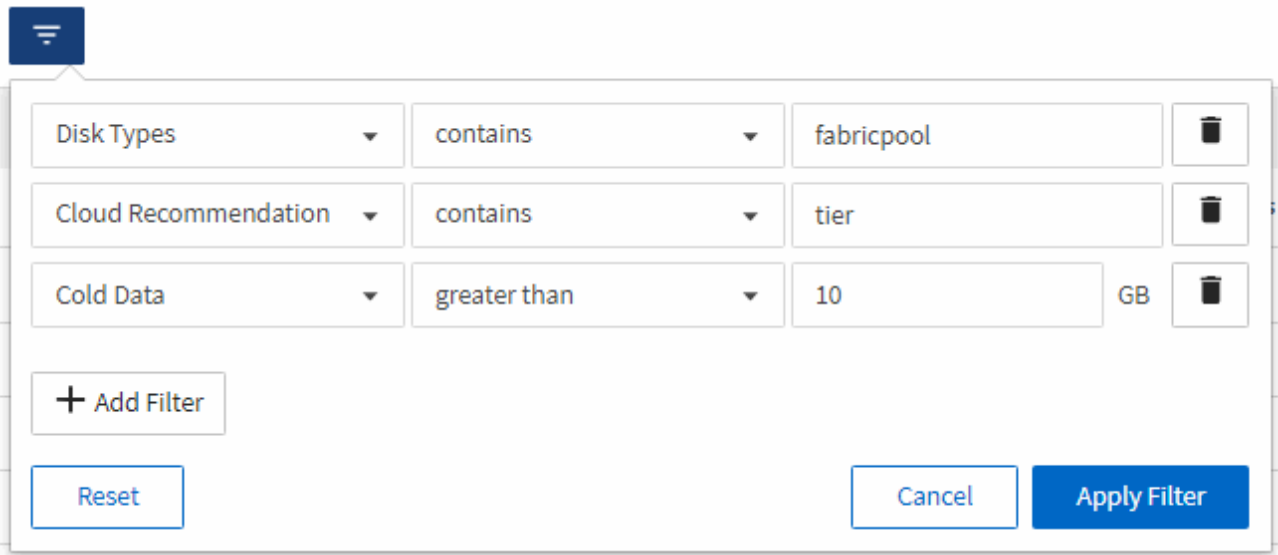 Disk Types contains fabricpool
Cloud Recommendation contains tier
Cold Data greater than 10 GB
Add Filter
Reset Cancel Apply Filter